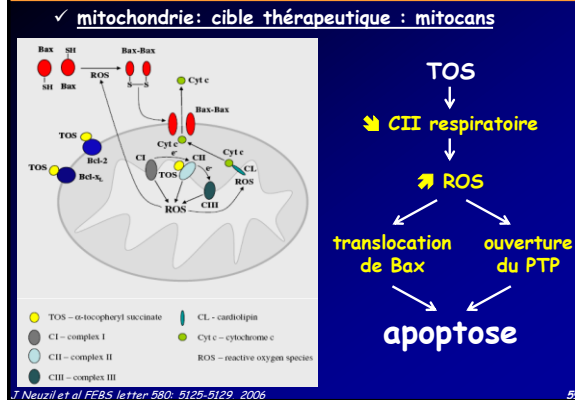 ✓ mitochondrie: cible thérapeutique : mitocans
Bax
SH
SH
Bax
ROS
Bax-Bax
S—S
Cyt c
Bax-Bax
Cyt c
TOS
Bcl-2
TOS
Bcl-xL
CI
e-
CII
TOS
e-
CIII
Cyt c
CL
ROS
ROS
TOS – α-tocopheryl succinate
CI – complex I
CII – complex II
CIII – complex III
CL - cardiolipin
Cyt c – cytochrome c
ROS – reactive oxygen species
TOS
↘ CII respiratoire
↗ ROS
translocation
de Bax
ouverture
du PTP
apoptose
J Neuzil et al FEBS letter 580: 5125-5129, 2006